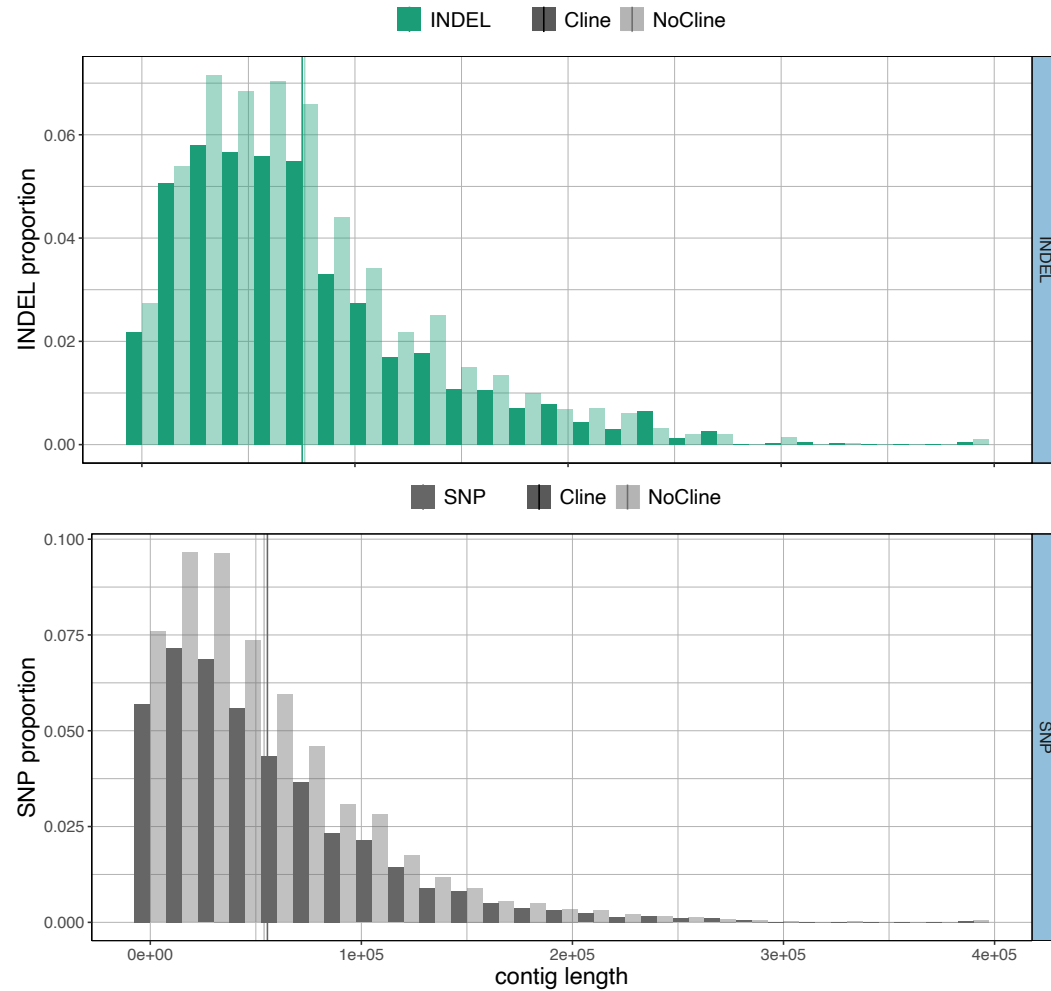 INDEL Cline NoCline
INDEL proportion
0.06
0.04
0.02
0.00
INDEL
SNP Cline NoCline
SNP proportion
0.100
0.075
0.050
0.025
0.000
SNP
0e+00 1e+05 2e+05 3e+05 4e+05
contig length